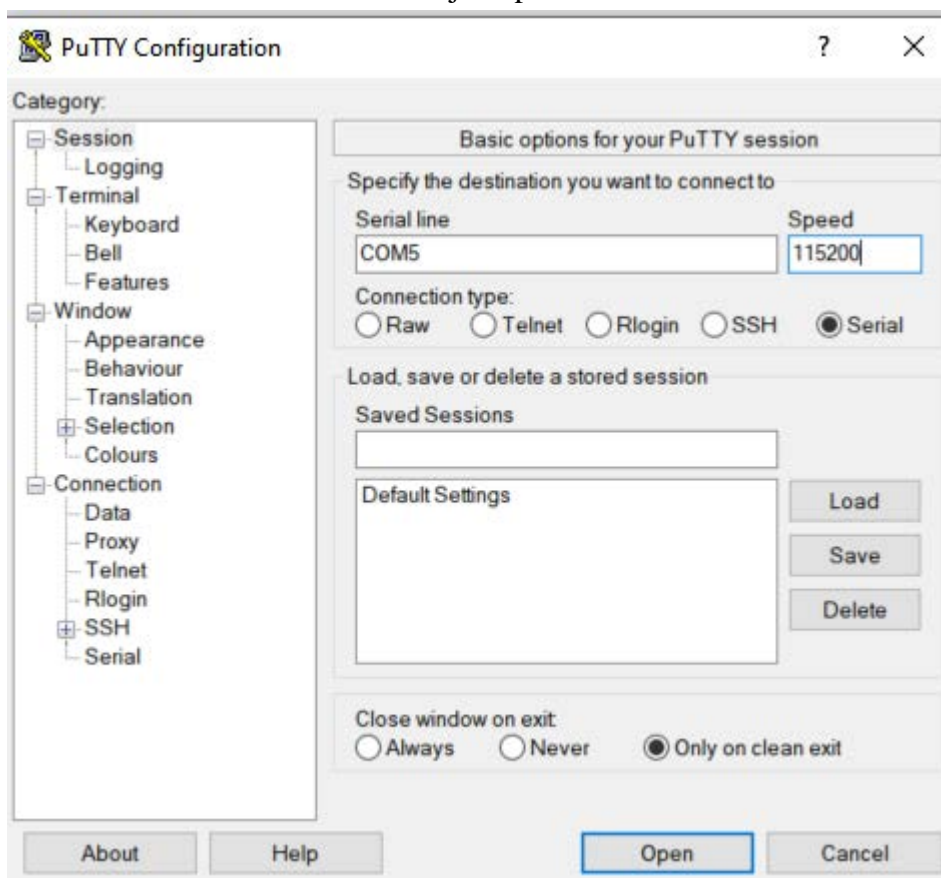 PuTTY Configuration
?
Category:
Session
Logging
Terminal
Keyboard
Bell
Features
Window
Appearance
Behaviour
Translation
Selection
Colours
Connection
Data
Proxy
Telnet
Rlogin
SSH
Serial
Basic options for your PuTTY session
Specify the destination you want to connect to
Serial line Speed
COM5 115200
Connection type:
Raw Telnet Rlogin SSH Serial
Load, save or delete a stored session
Saved Sessions
Default Settings
Load
Save
Delete
Close window on exit:
Always Never Only on clean exit
About Help Open Cancel